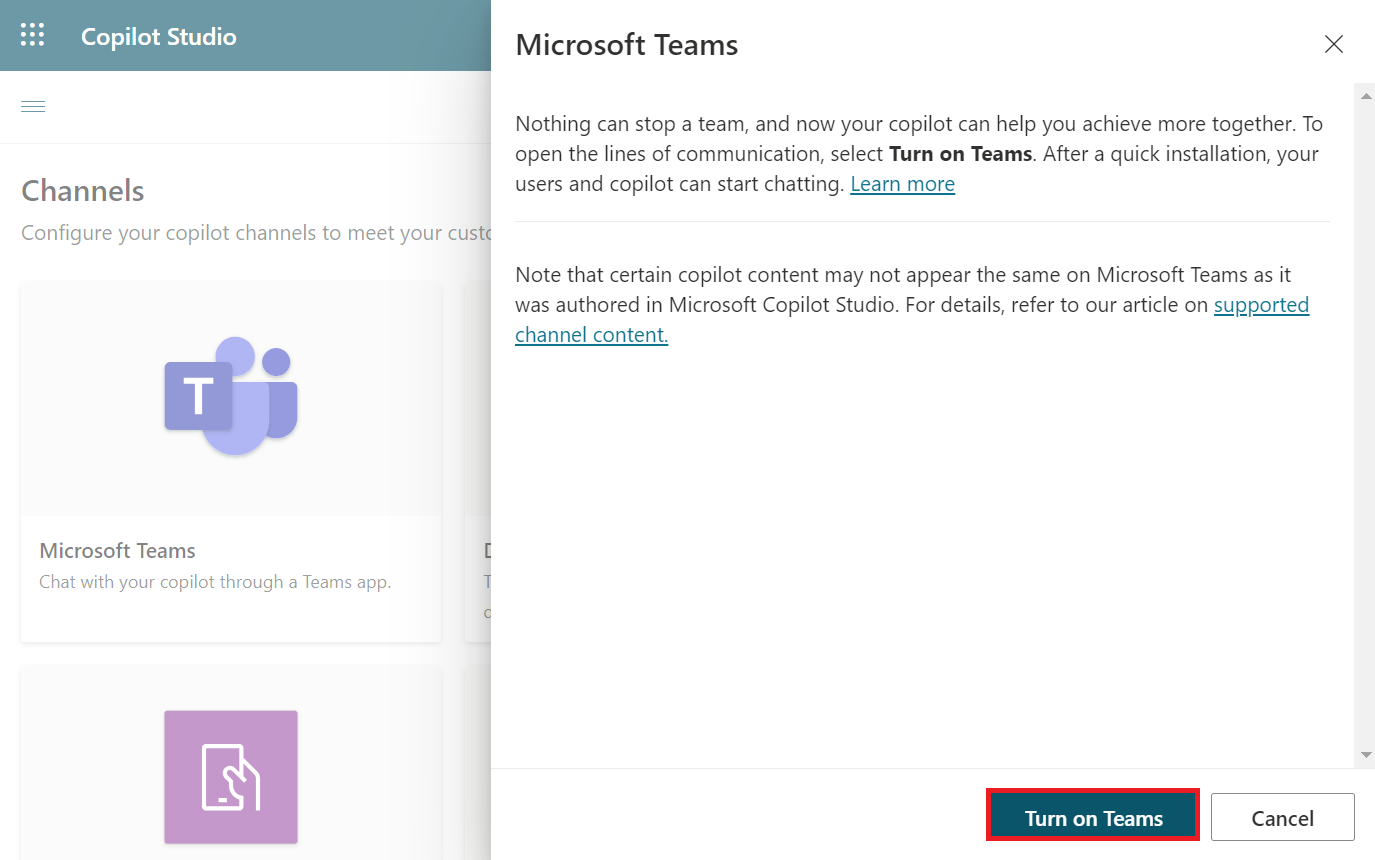 Copilot Studio
Channels
Configure your copilot channels to meet your custo
T
Microsoft Teams
Chat with your copilot through a Teams app.
Microsoft Teams
Nothing can stop a team, and now your copilot can help you achieve more together. To
open the lines of communication, select Turn on Teams. After a quick installation, your
users and copilot can start chatting. Learn more
Note that certain copilot content may not appear the same on Microsoft Teams as it
was authored in Microsoft Copilot Studio. For details, refer to our article on supported
channel content.
Turn on Teams
Cancel